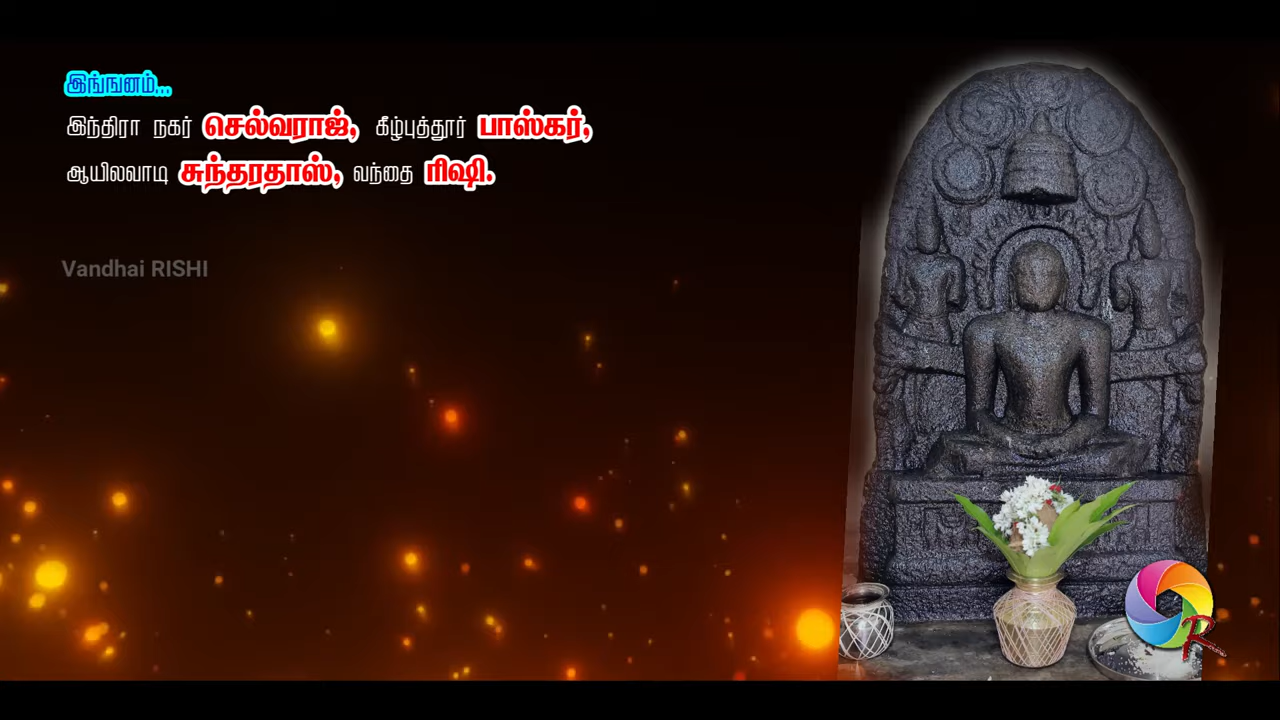 இங்ஙனம்...
இந்திரா நகர் செல்வராஜ், கீழ்புத்தூர் பாஸ்கர்,
ஆயிலவாடி சுந்தரதாஸ், வந்தை ரிஷி.
Vandhai RISHI
R